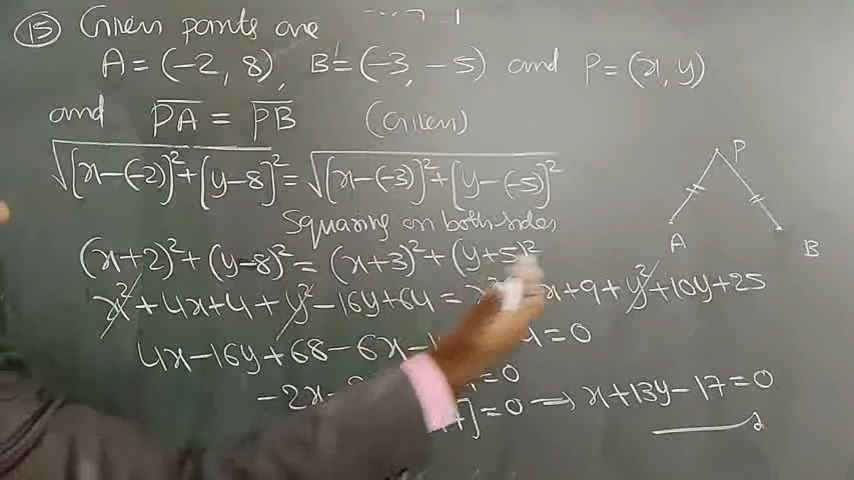 (15) Given points are
A = (-2, 8), B = (-3, -5) and P = (x, y)
and PA = PB (Given)
√[x-(-2)]²+[y-8]² = √[x-(-3)]²+[y-(-5)]²
Squaring on both sides
(x+2)²+(y-8)² = (x+3)²+(y+5)²
x²+4x+4+y²-16y+64 = x+9+y²+10y+25
4x-16y+68-6x-1 = 0
-2x = 0
] = 0 → x+13y-17 = 0
P
A
B